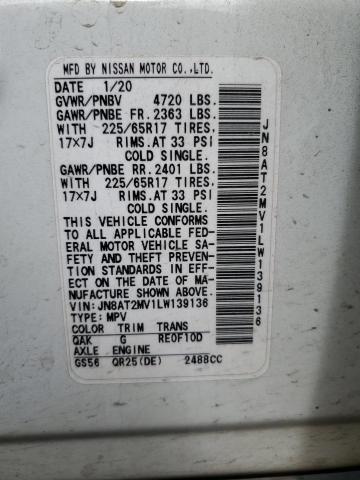 MFD BY NISSAN MOTOR CO.,LTD.
DATE 1/20
GVWR/PNBV 4720 LBS.
GAWR/PNBE FR. 2363 LBS.
WITH 225/65R17 TIRES,
17X7J RIMS.AT 33 PSI
COLD SINGLE.
GAWR/PNBE RR. 2401 LBS.
WITH 225/65R17 TIRES,
17X7J RIMS.AT 33 PSI
COLD SINGLE.
THIS VEHICLE CONFORMS
TO ALL APPLICABLE FED-
ERAL MOTOR VEHICLE SA-
FETY AND THEFT PREVEN-
TION STANDARDS IN EFF-
ECT ON THE DATE OF MA-
NUFACTURE SHOWN ABOVE.
VIN: JN8AT2MV1LW139136
TYPE: MPV
COLOR TRIM TRANS
QAK G RE0F10D
AXLE ENGINE
GS56 QR25(DE) 2488CC
JN8AT2MV1LW139136